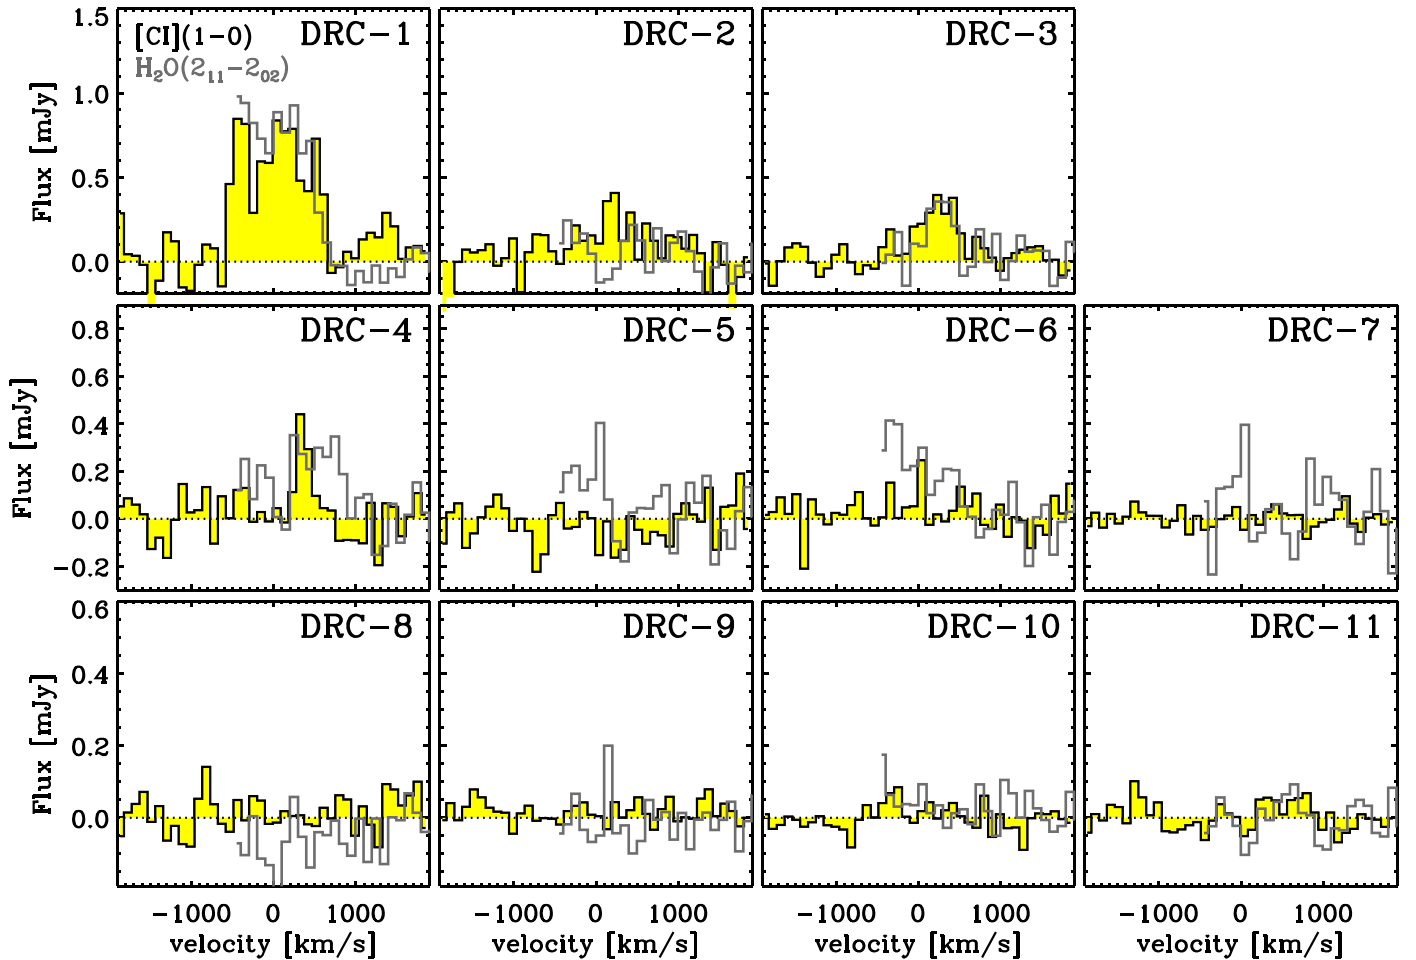 [CI](1−0) DRC−1 DRC−2 DRC−3
H₂O(2₁₁−2₀₂)
1.5
1.0
0.5
0.0
Flux [mJy]
DRC−4 DRC−5 DRC−6 DRC−7
0.8
0.6
0.4
0.2
0.0
−0.2
Flux [mJy]
DRC−8 DRC−9 DRC−10 DRC−11
0.6
0.4
0.2
0.0
Flux [mJy]
−1000 0 1000 −1000 0 1000 −1000 0 1000 −1000 0 1000
velocity [km/s] velocity [km/s] velocity [km/s] velocity [km/s]